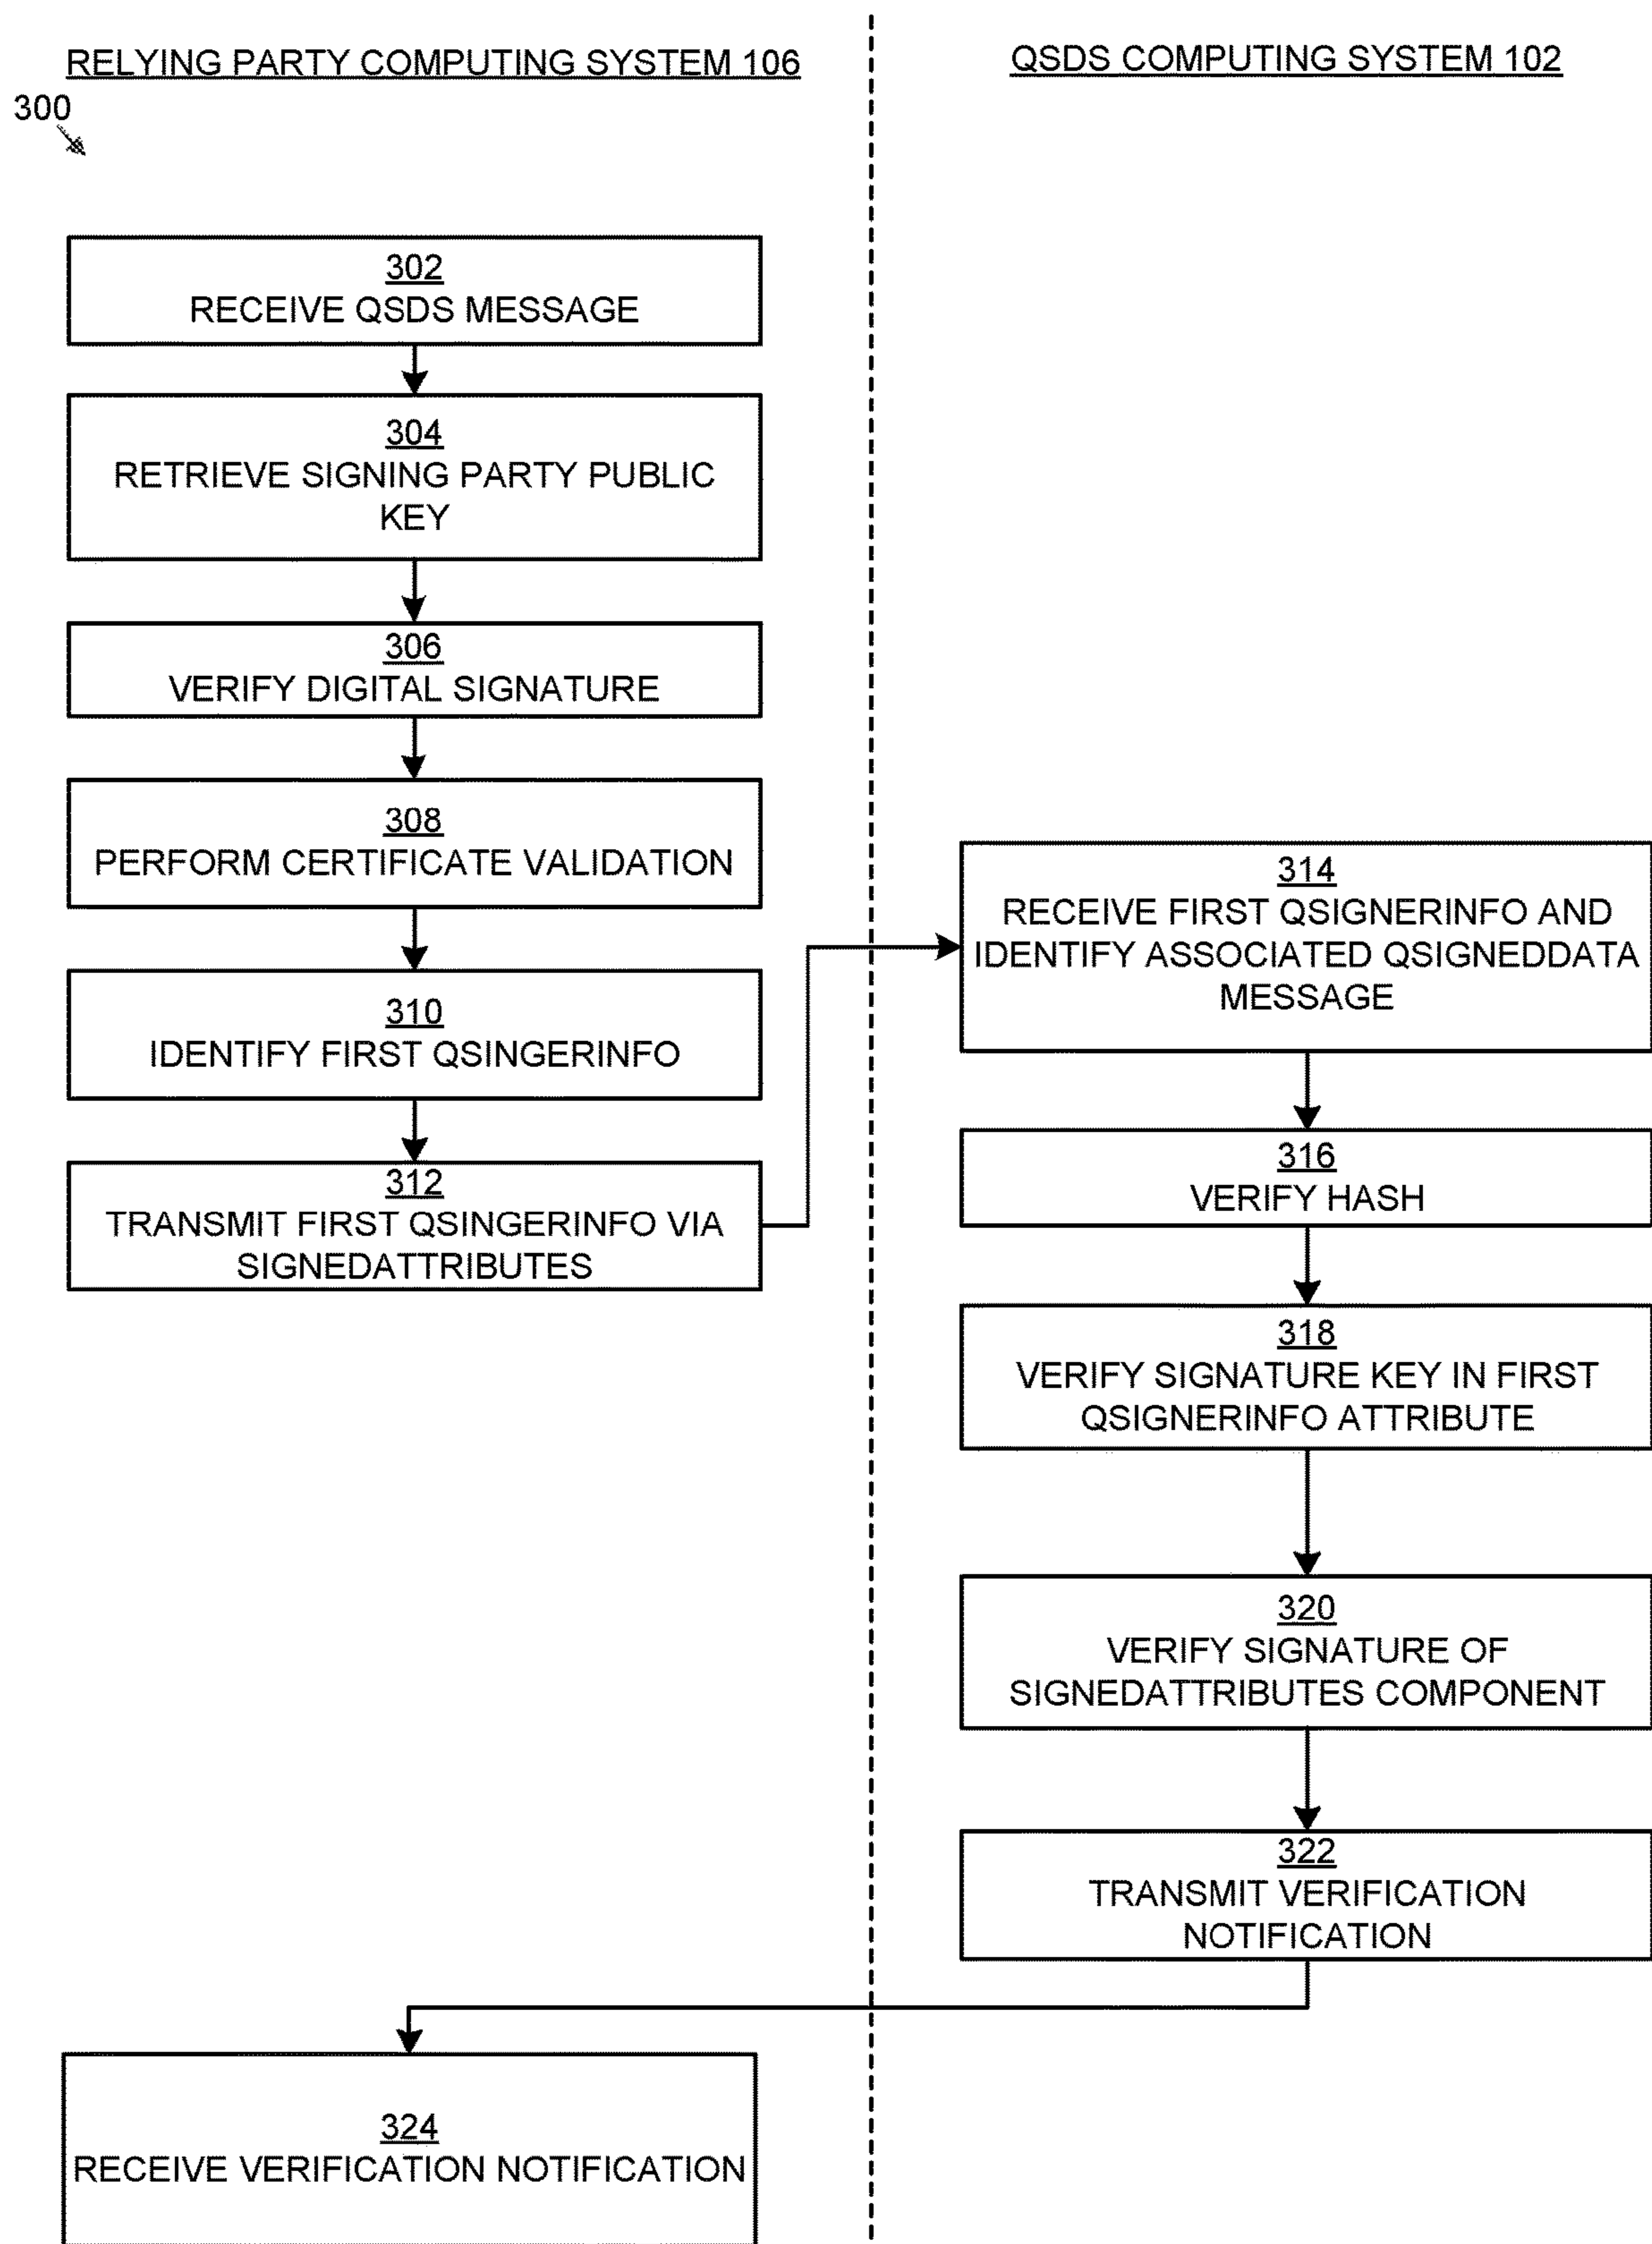 RELYING PARTY COMPUTING SYSTEM 106
QSDS COMPUTING SYSTEM 102
300
302
RECEIVE QSDS MESSAGE
304
RETRIEVE SIGNING PARTY PUBLIC
KEY
306
VERIFY DIGITAL SIGNATURE
308
PERFORM CERTIFICATE VALIDATION
310
IDENTIFY FIRST QSINGERINFO
312
TRANSMIT FIRST QSINGERINFO VIA
SIGNEDATTRIBUTES
314
RECEIVE FIRST QSIGNERINFO AND
IDENTIFY ASSOCIATED QSIGNEDDATA
MESSAGE
316
VERIFY HASH
318
VERIFY SIGNATURE KEY IN FIRST
QSIGNERINFO ATTRIBUTE
320
VERIFY SIGNATURE OF
SIGNEDATTRIBUTES COMPONENT
322
TRANSMIT VERIFICATION
NOTIFICATION
324
RECEIVE VERIFICATION NOTIFICATION